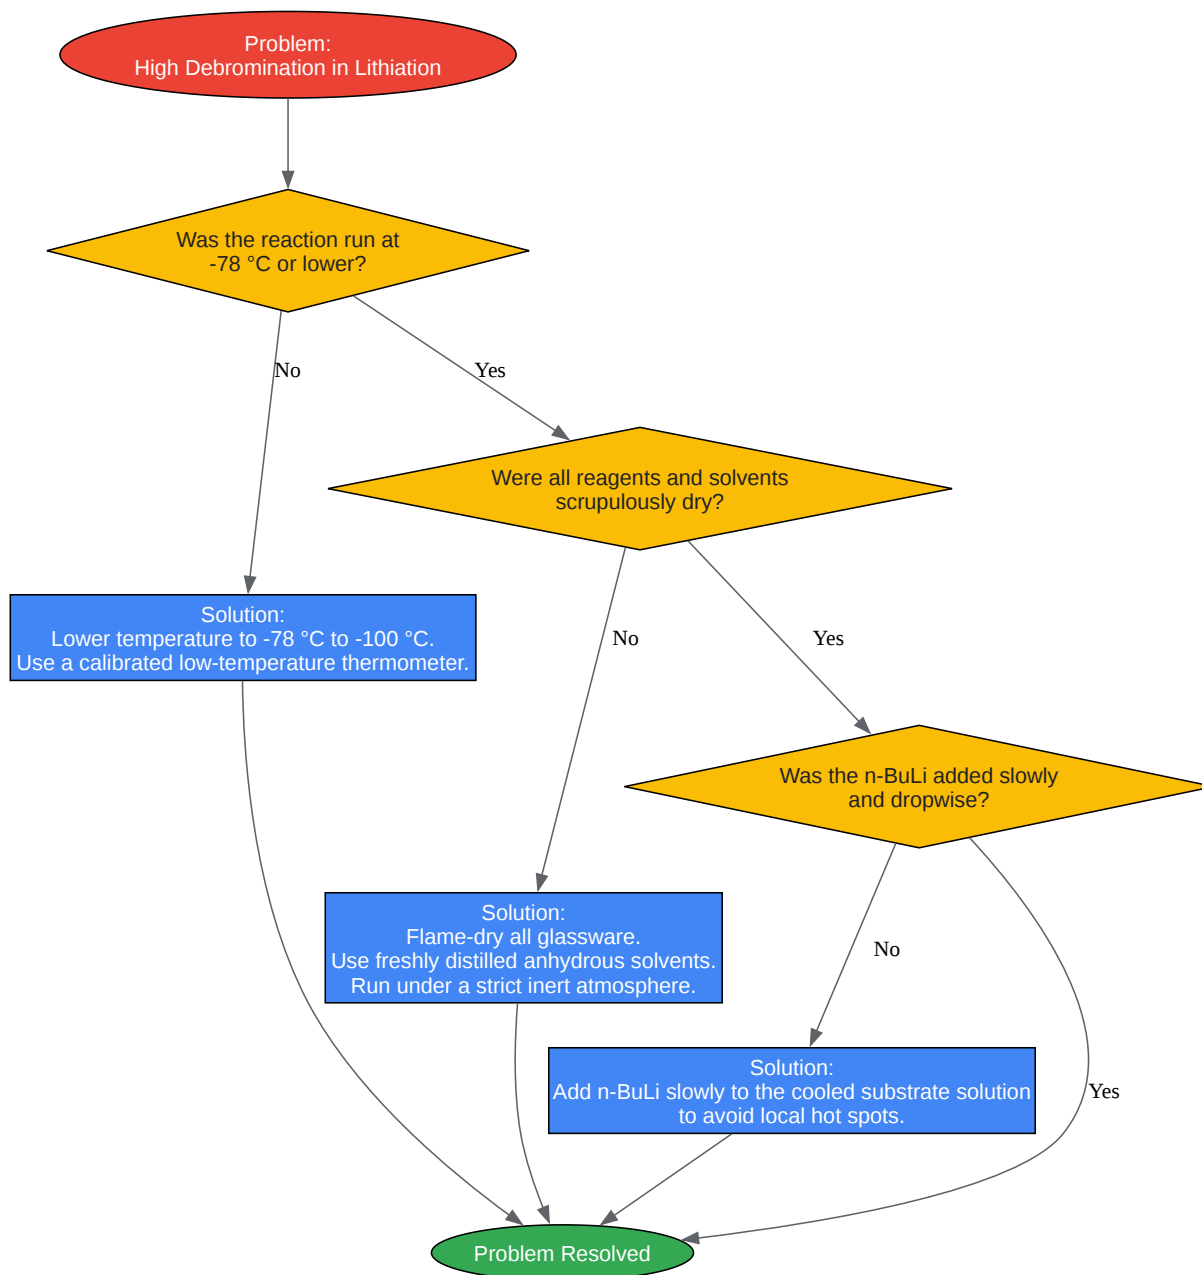 Problem:
High Debromination in Lithiation
Was the reaction run at
-78 °C or lower?
No
Yes
Were all reagents and solvents
scrupulously dry?
Solution:
Lower temperature to -78 °C to -100 °C.
Use a calibrated low-temperature thermometer.
No
Yes
Was the n-BuLi added slowly
and dropwise?
Solution:
Flame-dry all glassware.
Use freshly distilled anhydrous solvents.
Run under a strict inert atmosphere.
No
Solution:
Add n-BuLi slowly to the cooled substrate solution
to avoid local hot spots.
Yes
Problem Resolved